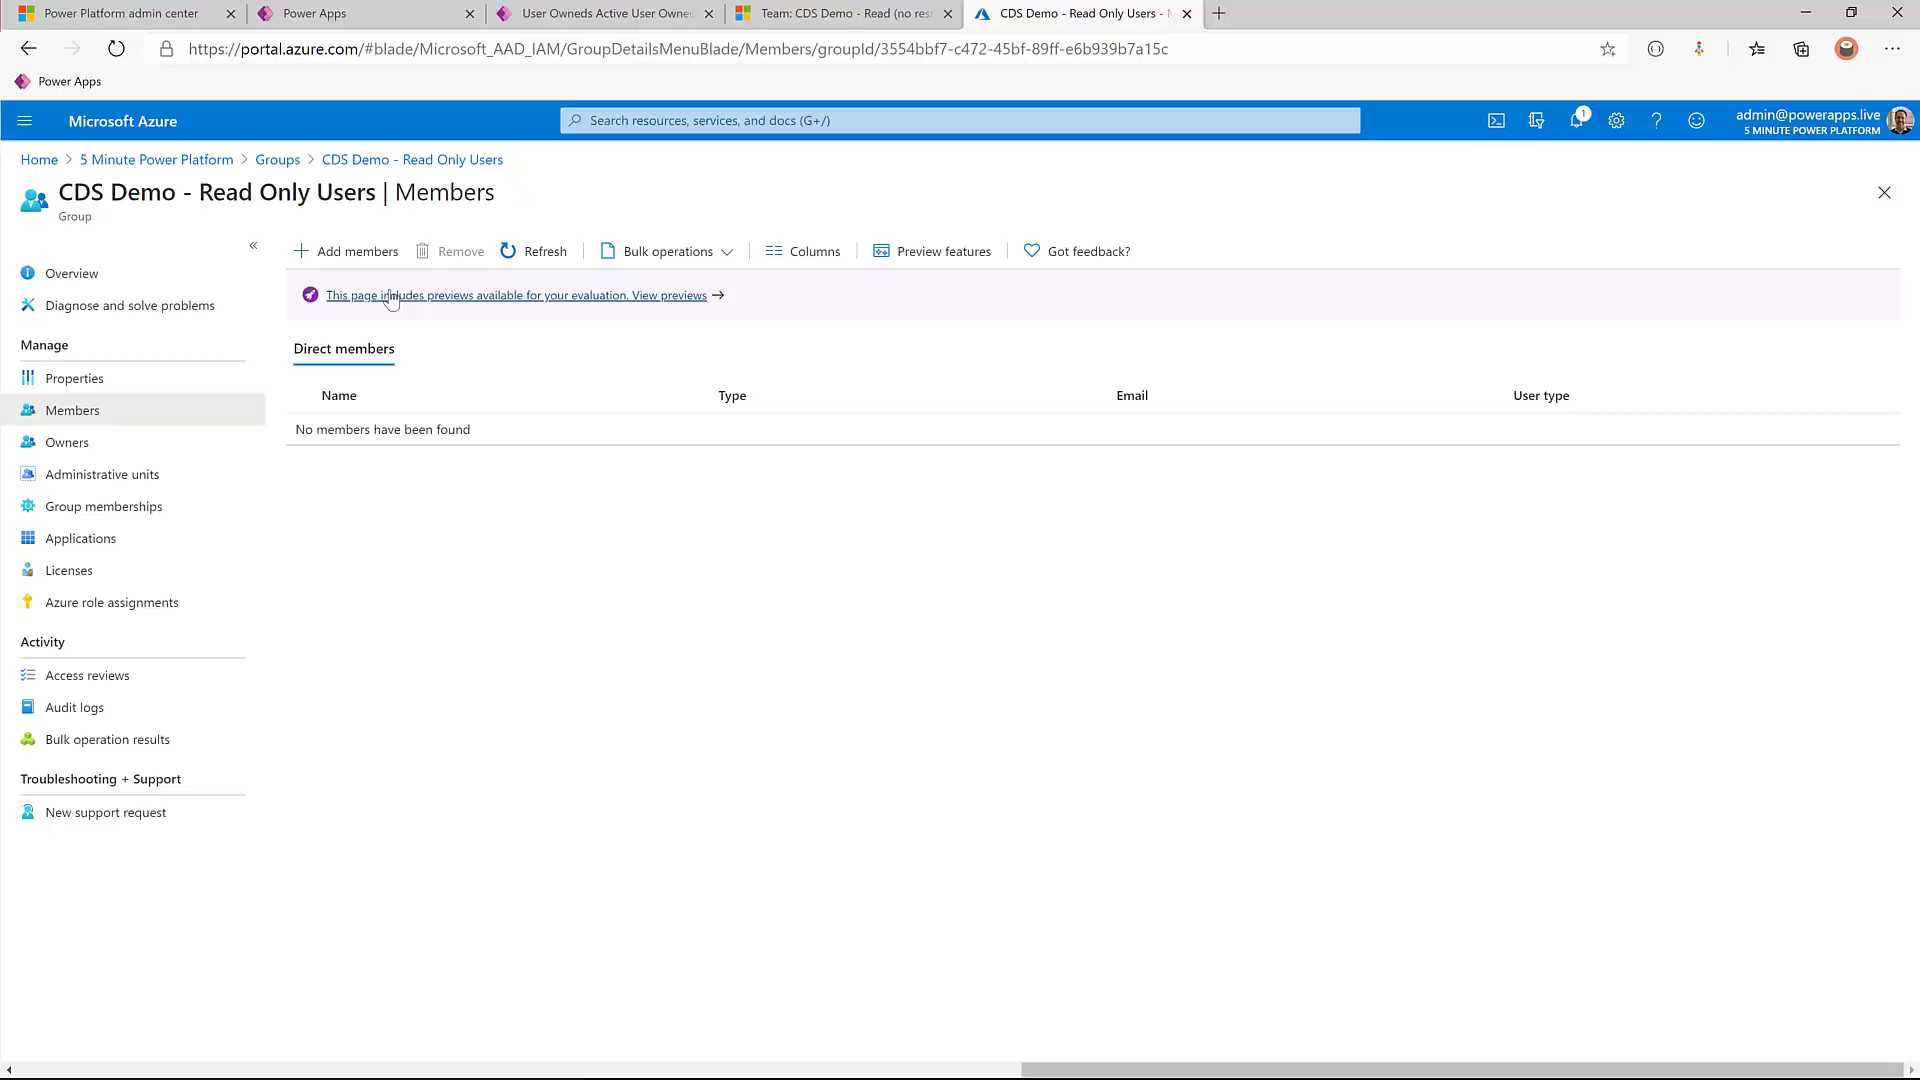 Power Platform admin center
Power Apps
User Owneds Active User Owne
Team: CDS Demo - Read (no res
CDS Demo - Read Only Users -
https://portal.azure.com/#blade/Microsoft_AAD_IAM/GroupDetailsMenuBlade/Members/groupId/3554bbf7-c472-45bf-89ff-e6b939b7a15c
Power Apps
Microsoft Azure
Search resources, services, and docs (G+/)
1
admin@powerapps.live
5 MINUTE POWER PLATFORM
Home > 5 Minute Power Platform > Groups > CDS Demo - Read Only Users
CDS Demo - Read Only Users | Members
Group
Add members
Remove
Refresh
Bulk operations
Columns
Preview features
Got feedback?
This page includes previews available for your evaluation. View previews →
Overview
Diagnose and solve problems
Manage
Properties
Members
Owners
Administrative units
Group memberships
Applications
Licenses
Azure role assignments
Activity
Access reviews
Audit logs
Bulk operation results
Troubleshooting + Support
New support request
Direct members
Name
Type
Email
User type
No members have been found